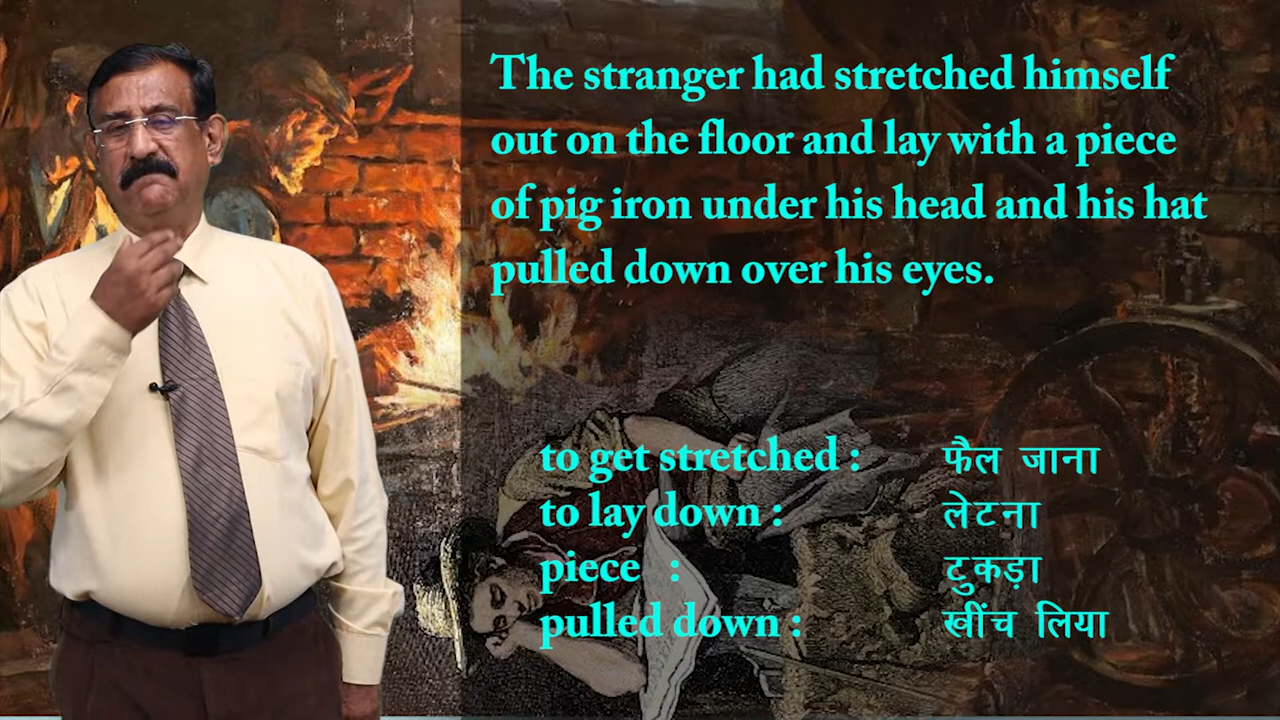 The stranger had stretched himself
out on the floor and lay with a piece
of pig iron under his head and his hat
pulled down over his eyes.
to get stretched : फैल जाना
to lay down : लेटना
piece : टुकड़ा
pulled down : खींच लिया